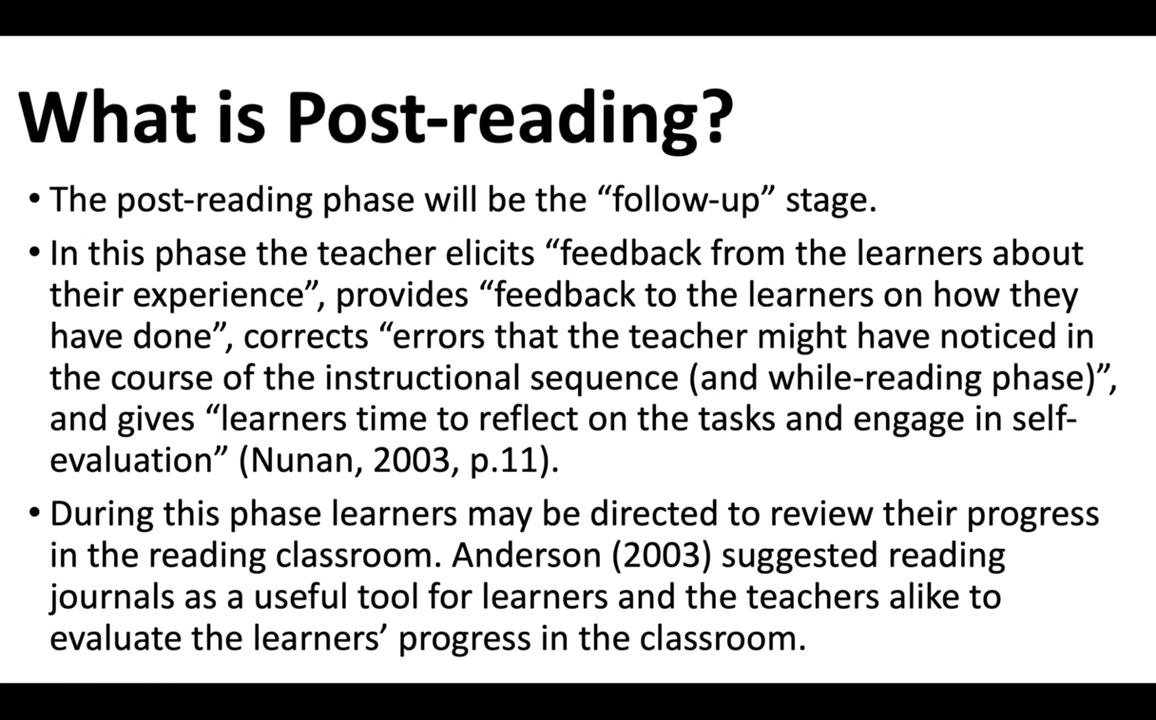 What is Post-reading?
• The post-reading phase will be the “follow-up” stage.
• In this phase the teacher elicits “feedback from the learners about
their experience”, provides “feedback to the learners on how they
have done”, corrects “errors that the teacher might have noticed in
the course of the instructional sequence (and while-reading phase)”,
and gives “learners time to reflect on the tasks and engage in self-
evaluation” (Nunan, 2003, p.11).
• During this phase learners may be directed to review their progress
in the reading classroom. Anderson (2003) suggested reading
journals as a useful tool for learners and the teachers alike to
evaluate the learners’ progress in the classroom.